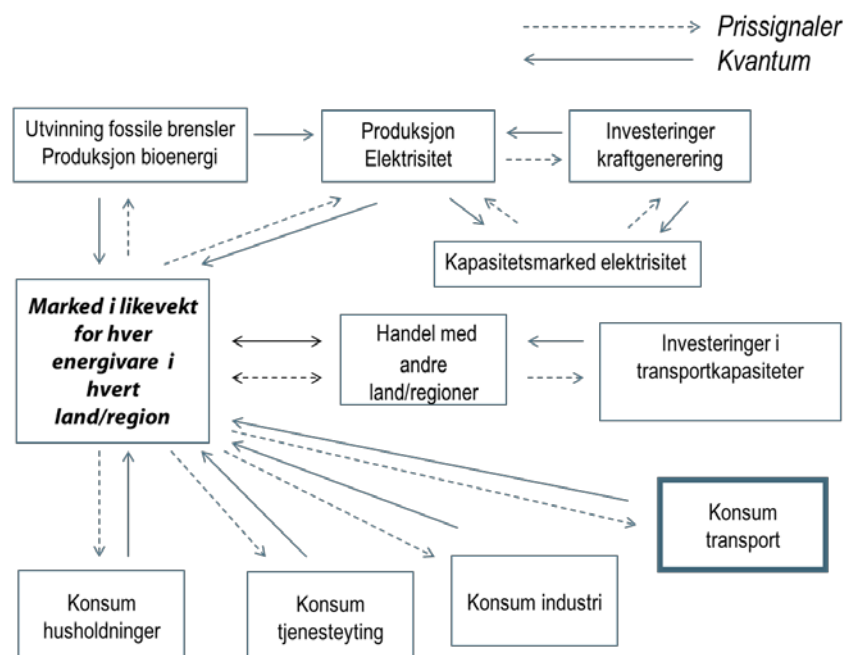 Prissignaler
Kvantum
Utvinning fossile brensler
Produksjon bioenergi
Produksjon
Elektrisitet
Investeringer
kraftgenerering
Kapasitetsmarked elektrisitet
Marked i likevekt
for hver
energivare i
hvert
land/region
Handel med
andre
land/regioner
Investeringer i
transportkapasiteter
Konsum
transport
Konsum
husholdninger
Konsum
tjenesteyting
Konsum industri